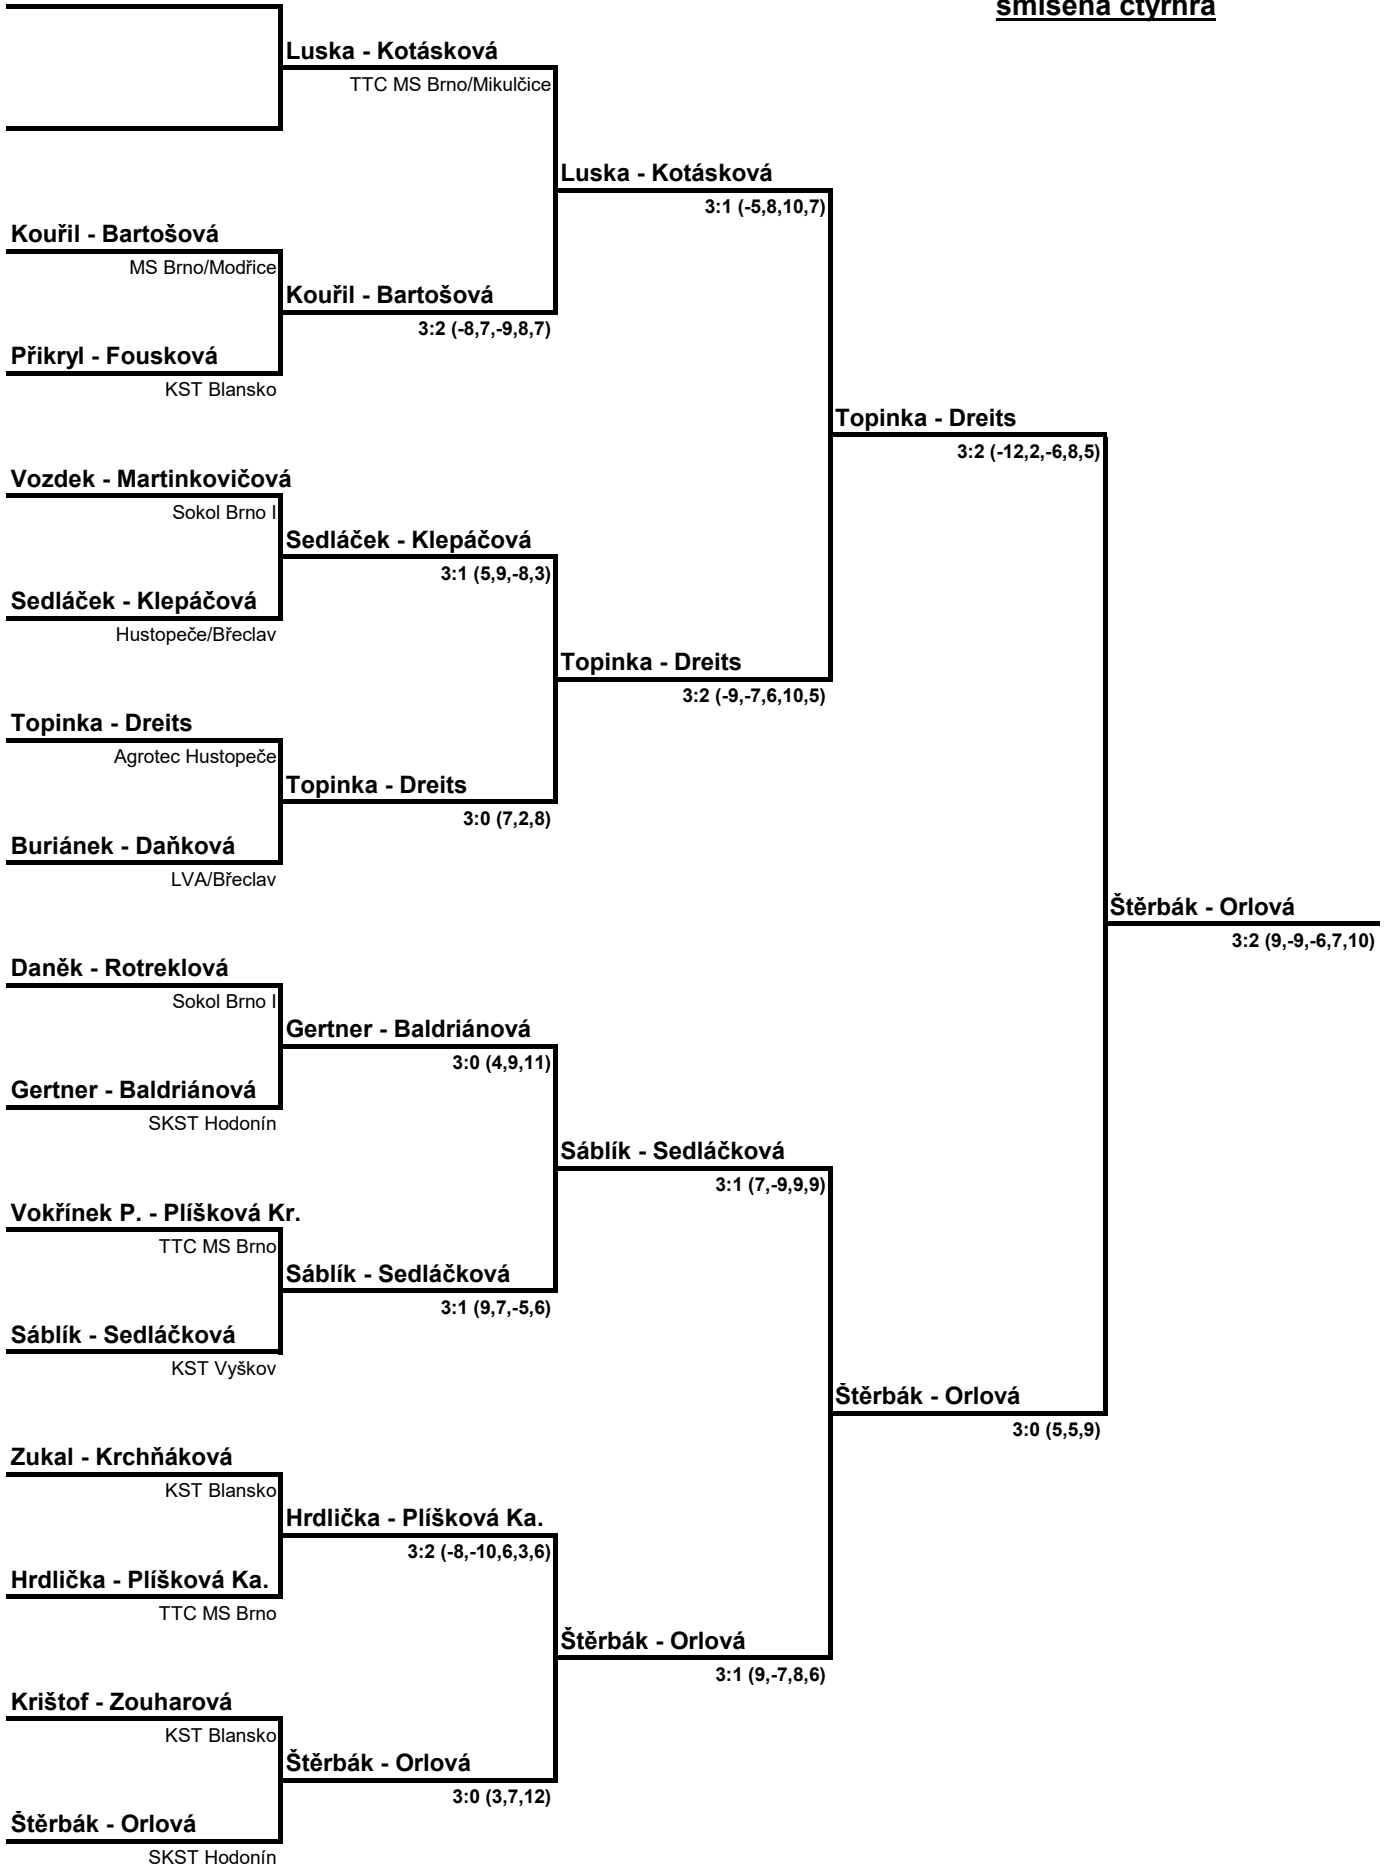 smíšená čtyřhra
Luska - Kotásková
TTC MS Brno/Mikulčice
Luska - Kotásková
3:1 (-5,8,10,7)
Kouřil - Bartošová
MS Brno/Modřice
Kouřil - Bartošová
3:2 (-8,7,-9,8,7)
Přikryl - Fousková
KST Blansko
Topinka - Dreits
3:2 (-12,2,-6,8,5)
Vozdek - Martinkovičová
Sokol Brno I
Sedláček - Klepáčová
3:1 (5,9,-8,3)
Sedláček - Klepáčová
Hustopeče/Břeclav
Topinka - Dreits
3:2 (-9,-7,6,10,5)
Topinka - Dreits
Agrotec Hustopeče
Topinka - Dreits
3:0 (7,2,8)
Buriánek - Daňková
LVA/Břeclav
Štěrbák - Orlová
3:2 (9,-9,-6,7,10)
Daněk - Rotreklová
Sokol Brno I
Gertner - Baldriánová
3:0 (4,9,11)
Gertner - Baldriánová
SKST Hodonín
Sáblík - Sedláčková
3:1 (7,-9,9,9)
Vokřínek P. - Plíšková Kr.
TTC MS Brno
Sáblík - Sedláčková
3:1 (9,7,-5,6)
Sáblík - Sedláčková
KST Vyškov
Štěrbák - Orlová
3:0 (5,5,9)
Zukal - Krchňáková
KST Blansko
Hrdlička - Plíšková Ka.
3:2 (-8,-10,6,3,6)
Hrdlička - Plíšková Ka.
TTC MS Brno
Štěrbák - Orlová
3:1 (9,-7,8,6)
Krištof - Zouharová
KST Blansko
Štěrbák - Orlová
3:0 (3,7,12)
Štěrbák - Orlová
SKST Hodonín